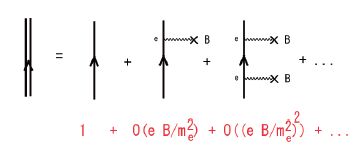 = + e B + e B e B + ...
1 + O(e B/m_e^2) + O((e B/m_e^2)^2) + ...